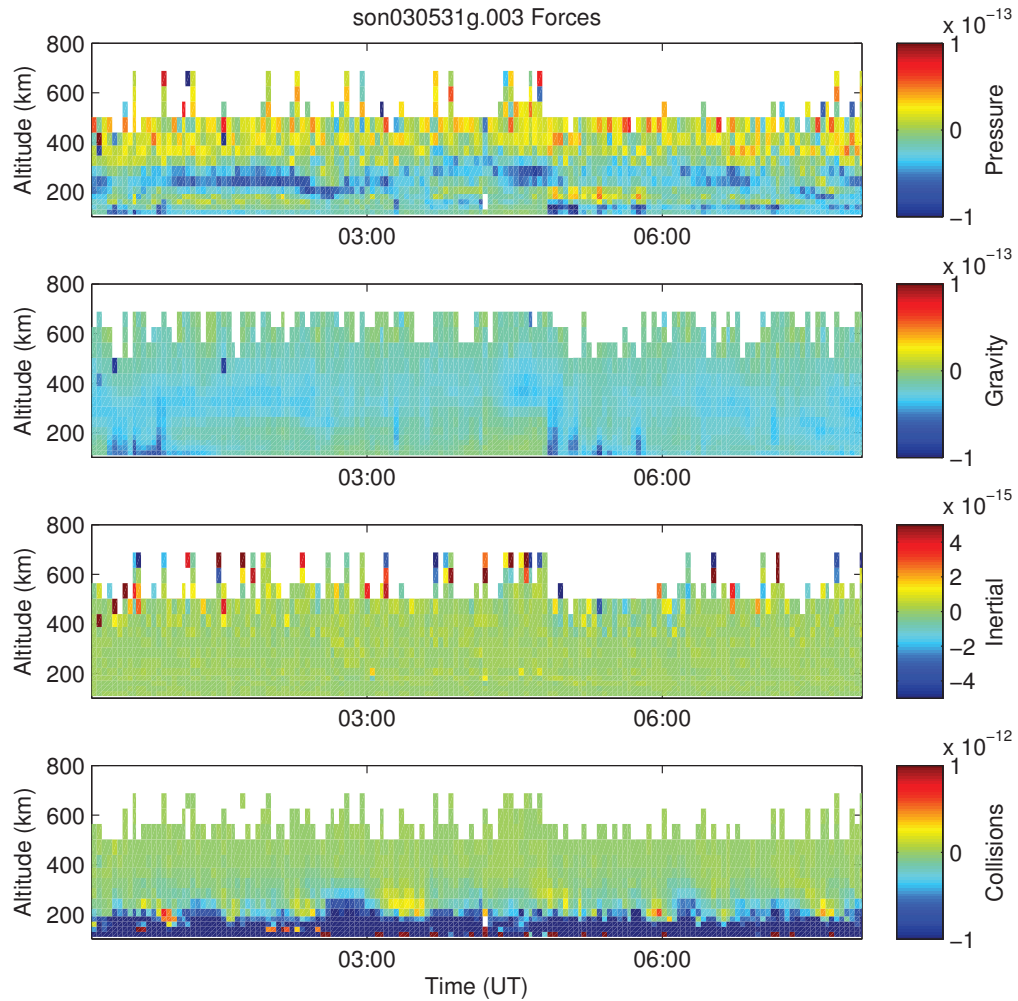 son030531g.003 Forces
x 10⁻¹³
800
600
400
200
Altitude (km)
03:00
06:00
1
0
−1
Pressure
x 10⁻¹³
800
600
400
200
Altitude (km)
03:00
06:00
1
0
−1
Gravity
x 10⁻¹⁵
800
600
400
200
Altitude (km)
03:00
06:00
4
2
0
−2
−4
Inertial
x 10⁻¹²
800
600
400
200
Altitude (km)
03:00
06:00
Time (UT)
1
0
−1
Collisions